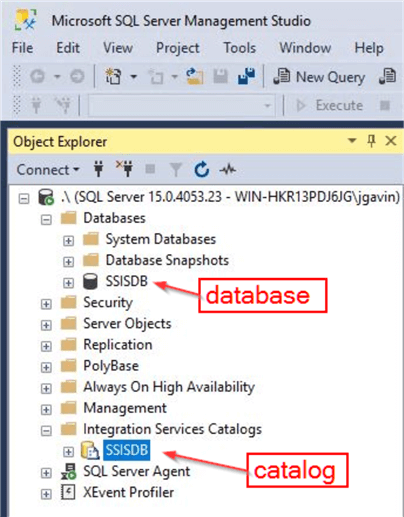 Microsoft SQL Server Management Studio
File Edit View Project Tools Window Help
New Query
Execute
Object Explorer
Connect
.\ (SQL Server 15.0.4053.23 - WIN-HKR13PDJ6JG\jgavin)
Databases
System Databases
Database Snapshots
SSISDB
database
Security
Server Objects
Replication
PolyBase
Always On High Availability
Management
Integration Services Catalogs
SSISDB
catalog
SQL Server Agent
XEvent Profiler